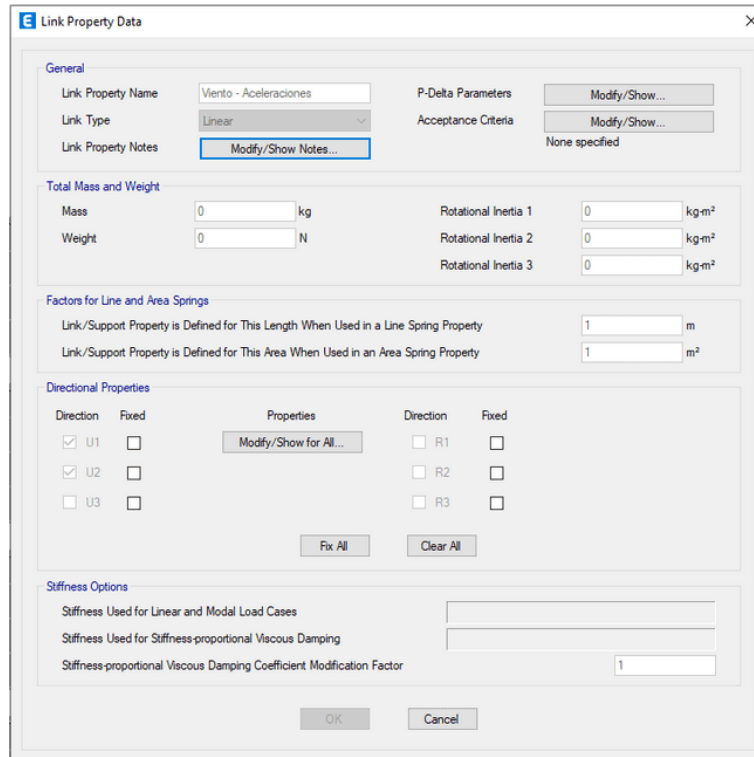 E Link Property Data
General
Link Property Name Viento - Aceleraciones P-Delta Parameters Modify/Show...
Link Type Linear Acceptance Criteria Modify/Show...
Link Property Notes Modify/Show Notes... None specified
Total Mass and Weight
Mass 0 kg Rotational Inertia 1 0 kg-m²
Weight 0 N Rotational Inertia 2 0 kg-m²
Rotational Inertia 3 0 kg-m²
Factors for Line and Area Springs
Link/Support Property is Defined for This Length When Used in a Line Spring Property 1 m
Link/Support Property is Defined for This Area When Used in an Area Spring Property 1 m²
Directional Properties
Direction Fixed Properties Direction Fixed
U1 Modify/Show for All... R1
U2 R2
U3 R3
Fix All Clear All
Stiffness Options
Stiffness Used for Linear and Modal Load Cases
Stiffness Used for Stiffness-proportional Viscous Damping
Stiffness-proportional Viscous Damping Coefficient Modification Factor 1
OK Cancel